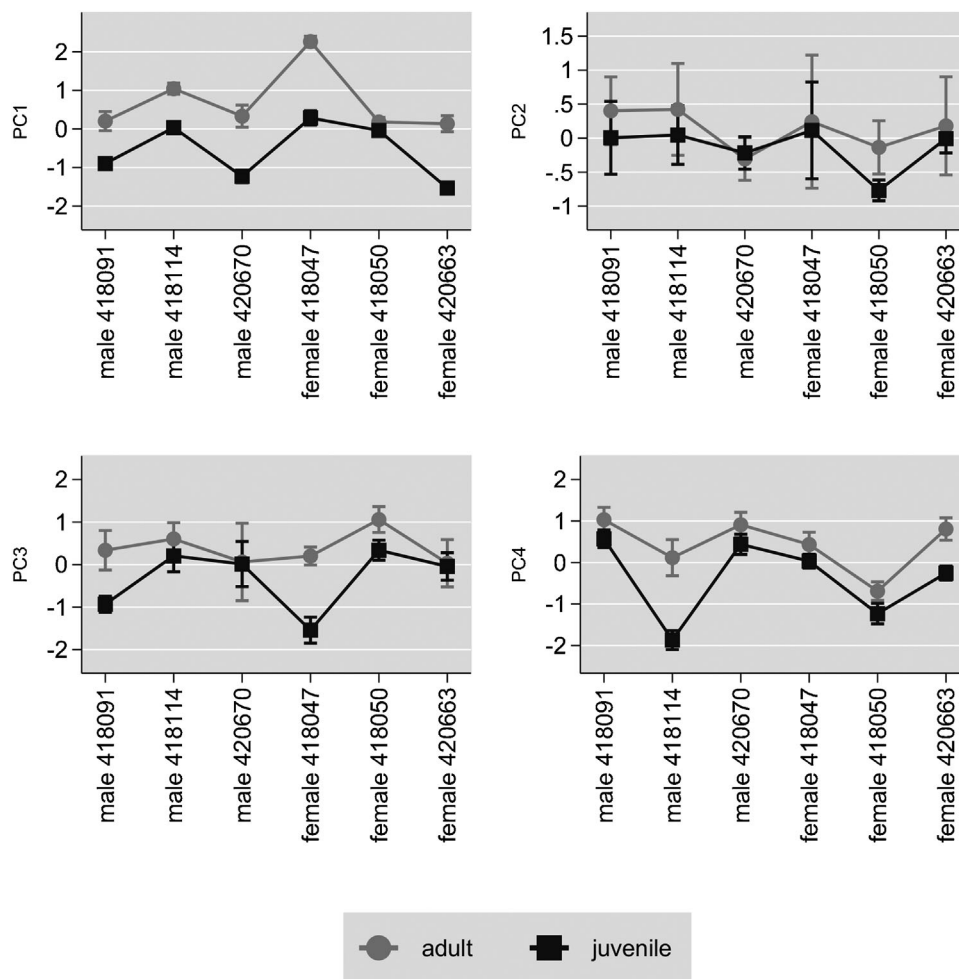 PC1
2
1
0
-1
-2
male 418091
male 418114
male 420670
female 418047
female 418050
female 420663
PC2
1.5
1
.5
0
-.5
-1
male 418091
male 418114
male 420670
female 418047
female 418050
female 420663
PC3
2
1
0
-1
-2
male 418091
male 418114
male 420670
female 418047
female 418050
female 420663
PC4
2
1
0
-1
-2
male 418091
male 418114
male 420670
female 418047
female 418050
female 420663
adult juvenile